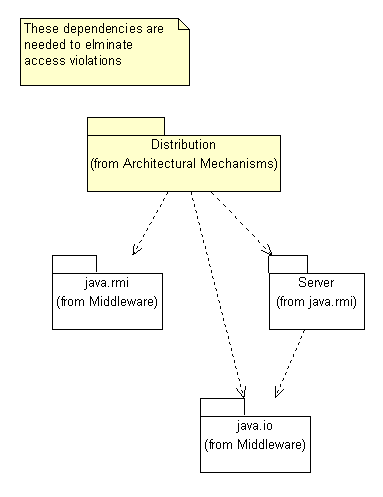 These dependencies are
needed to elminate
access violations
Distribution
(from Architectural Mechanisms)
java.rmi
(from Middleware)
Server
(from java.rmi)
java.io
(from Middleware)